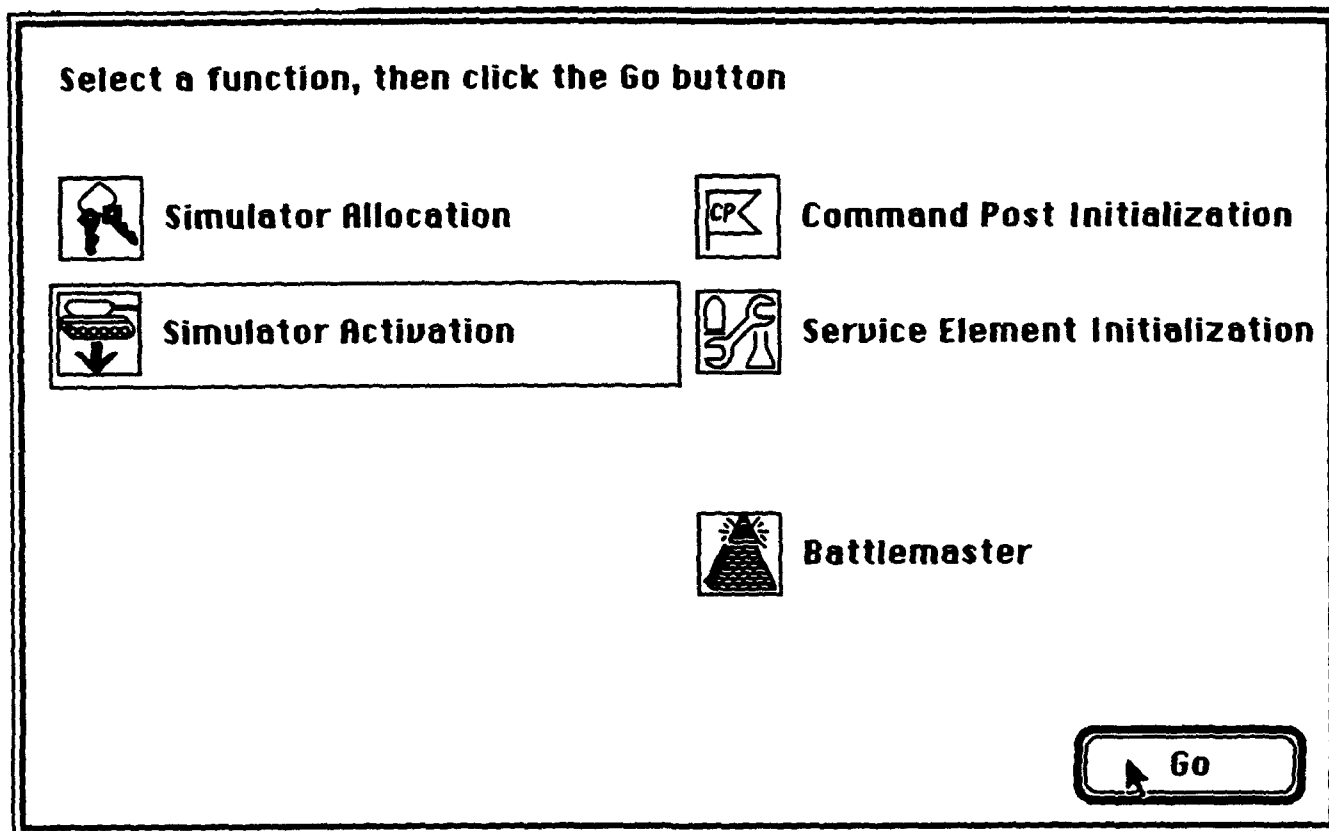 Select a function, then click the Go button
Simulator Allocation
CP
Command Post Initialization
Simulator Activation
Service Element Initialization
Battlemaster
Go